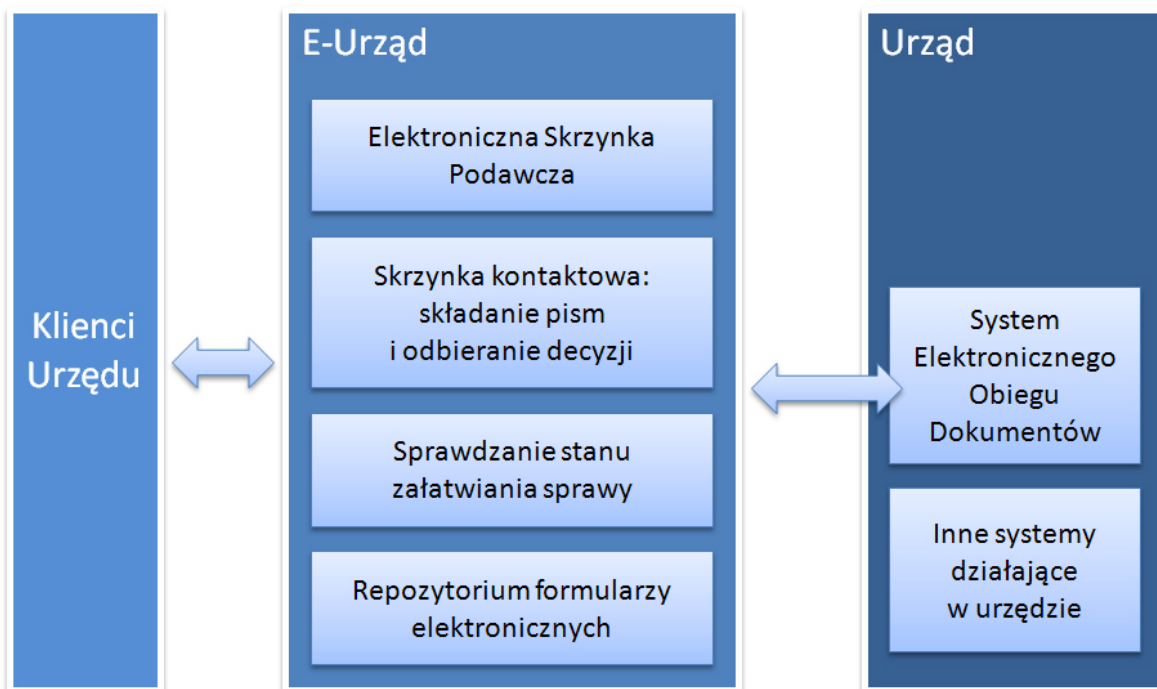 Klienci
Urzędu
E-Urząd
Elektroniczna Skrzynka
Podawcza
Skrzynka kontaktowa:
składanie pism
i odbieranie decyzji
Sprawdzanie stanu
załatwiania sprawy
Repozytorium formularzy
elektronicznych
Urząd
System
Elektronicznego
Obiegu
Dokumentów
Inne systemy
działające
w urzędzie